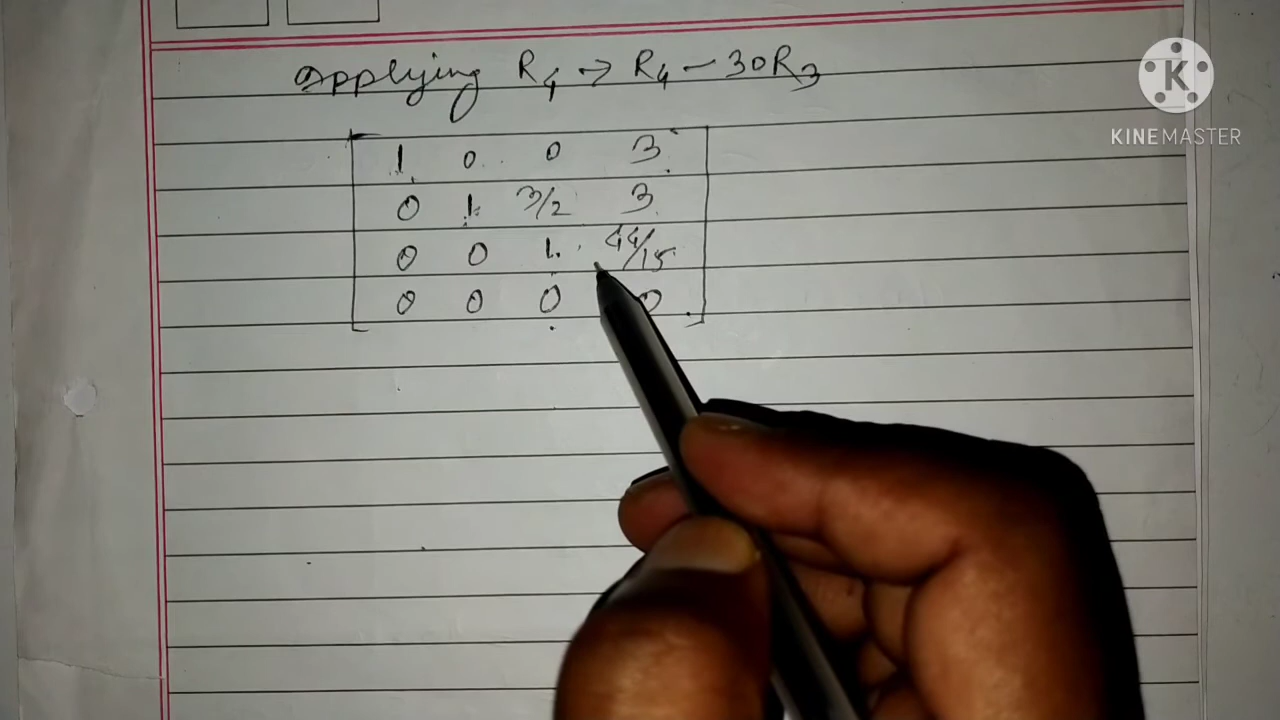 applying R4 → R4 - 30R3
1 0 0 3
0 1 3/2 3
0 0 1 44/15
0 0 0 0
K
KINEMASTER